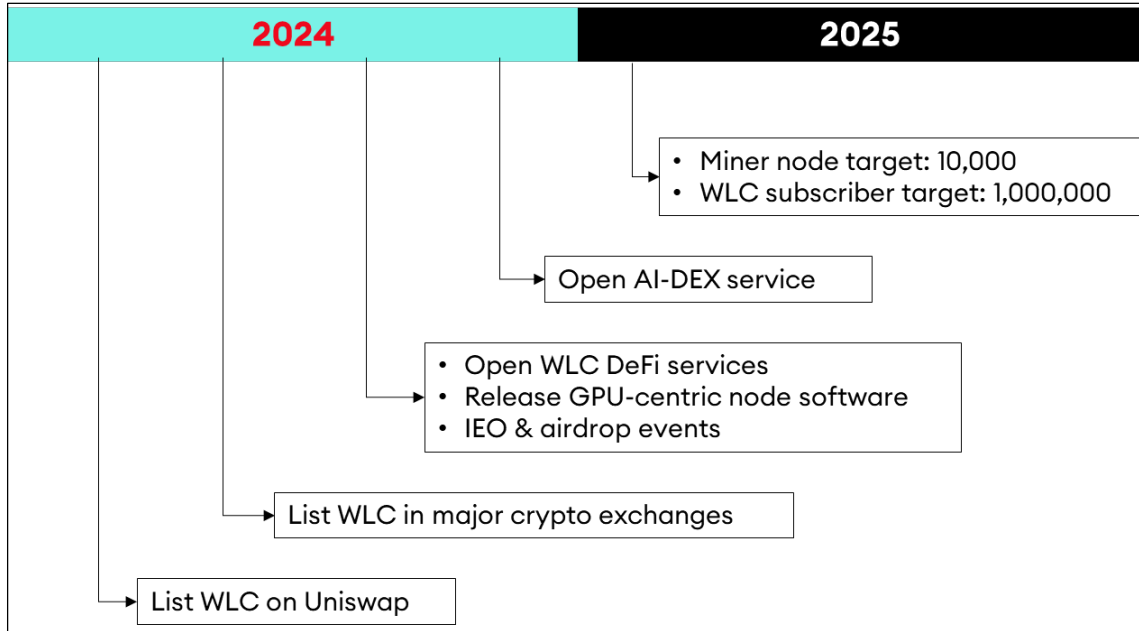 2024
2025
• Miner node target: 10,000
• WLC subscriber target: 1,000,000
Open AI-DEX service
• Open WLC DeFi services
• Release GPU-centric node software
• IEO & airdrop events
List WLC in major crypto exchanges
List WLC on Uniswap